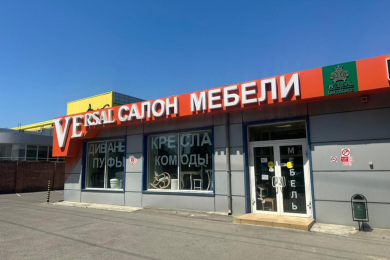 VERSAL САЛОН МЕБЕЛИ
ДИВАНЫ
ПУФЫ
КРЕСЛА
КОМОДЫ
МЕБЕЛЬ